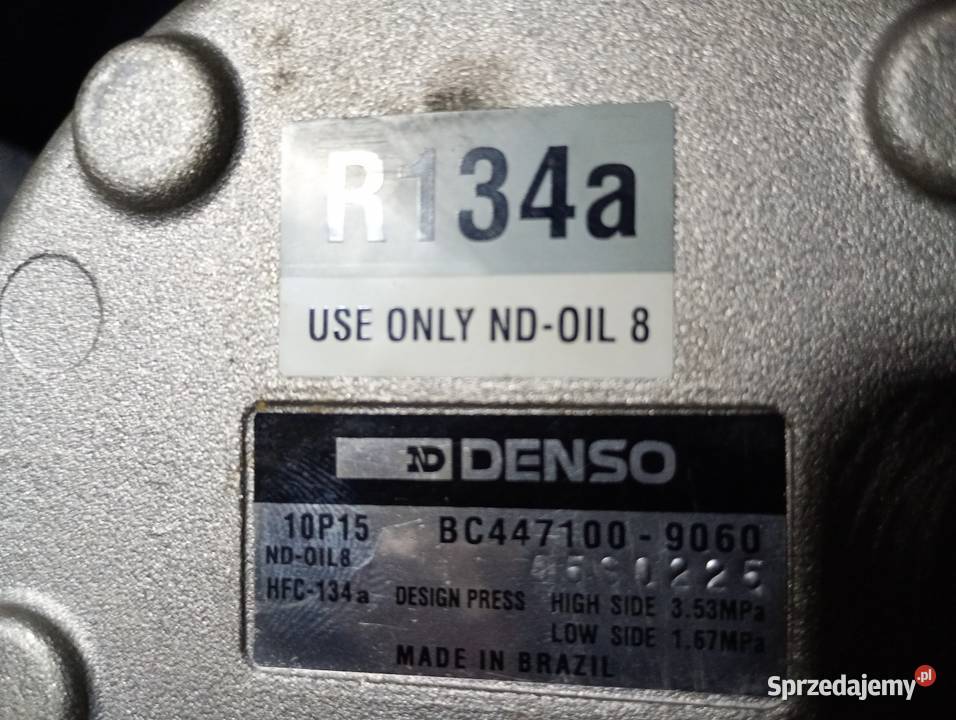 R134a
USE ONLY ND-OIL 8
ND DENSO
10P15 BC447100-9060
ND-OIL8
HFC-134a DESIGN PRESS HIGH SIDE 3.53MPa
LOW SIDE 1.67MPa
MADE IN BRAZIL
Sprzedajemy.pl